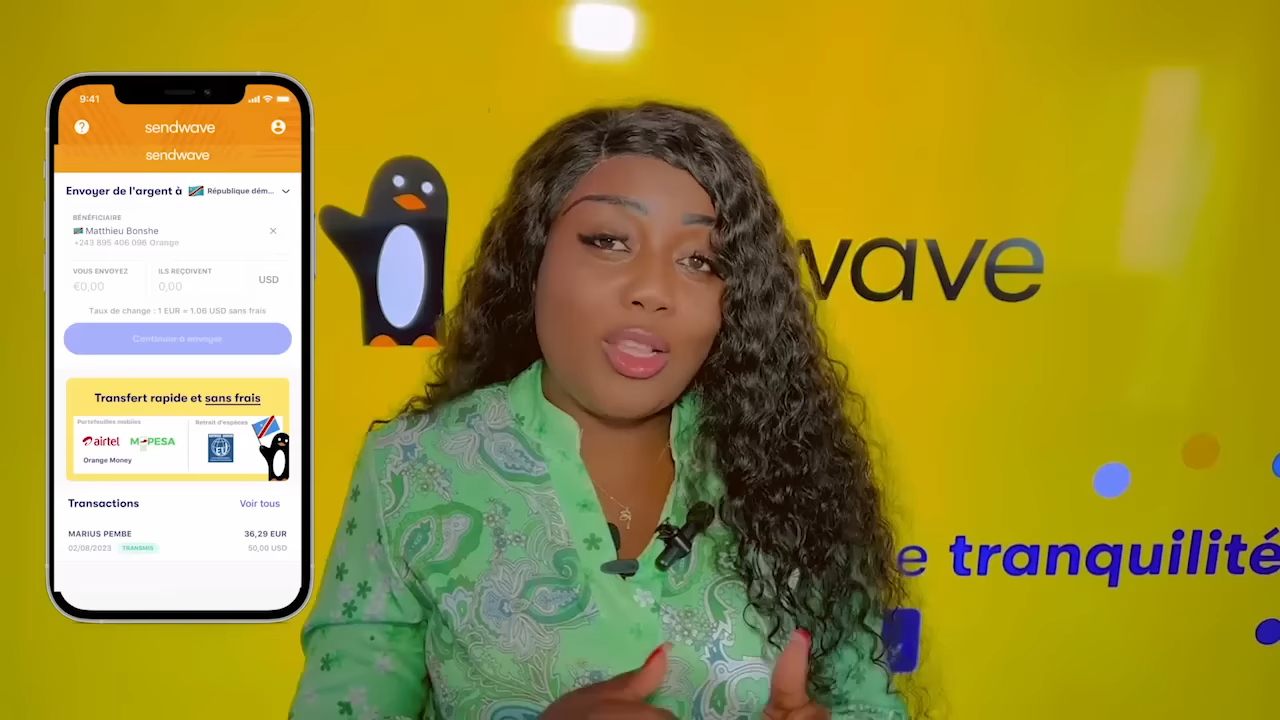 9:41
sendwave
sendwave
Envoyer de l'argent à République dém...
BÉNÉFICIAIRE
Matthieu Bonshe
+243 895 406 096 Orange
VOUS ENVOYEZ
ILS REÇOIVENT
€0,00
0,00
USD
Taux de change : 1 EUR = 1.06 USD sans frais
Continue à envoyer
Transfert rapide et sans frais
Portefeuilles mobiles
Retrait d'espèces
airtel
M-PESA
Orange Money
Transactions
Voir tous
MARIUS PEMBE
36,29 EUR
02/08/2023
TRANSMIS
50,00 USD
wave
e tranquilité